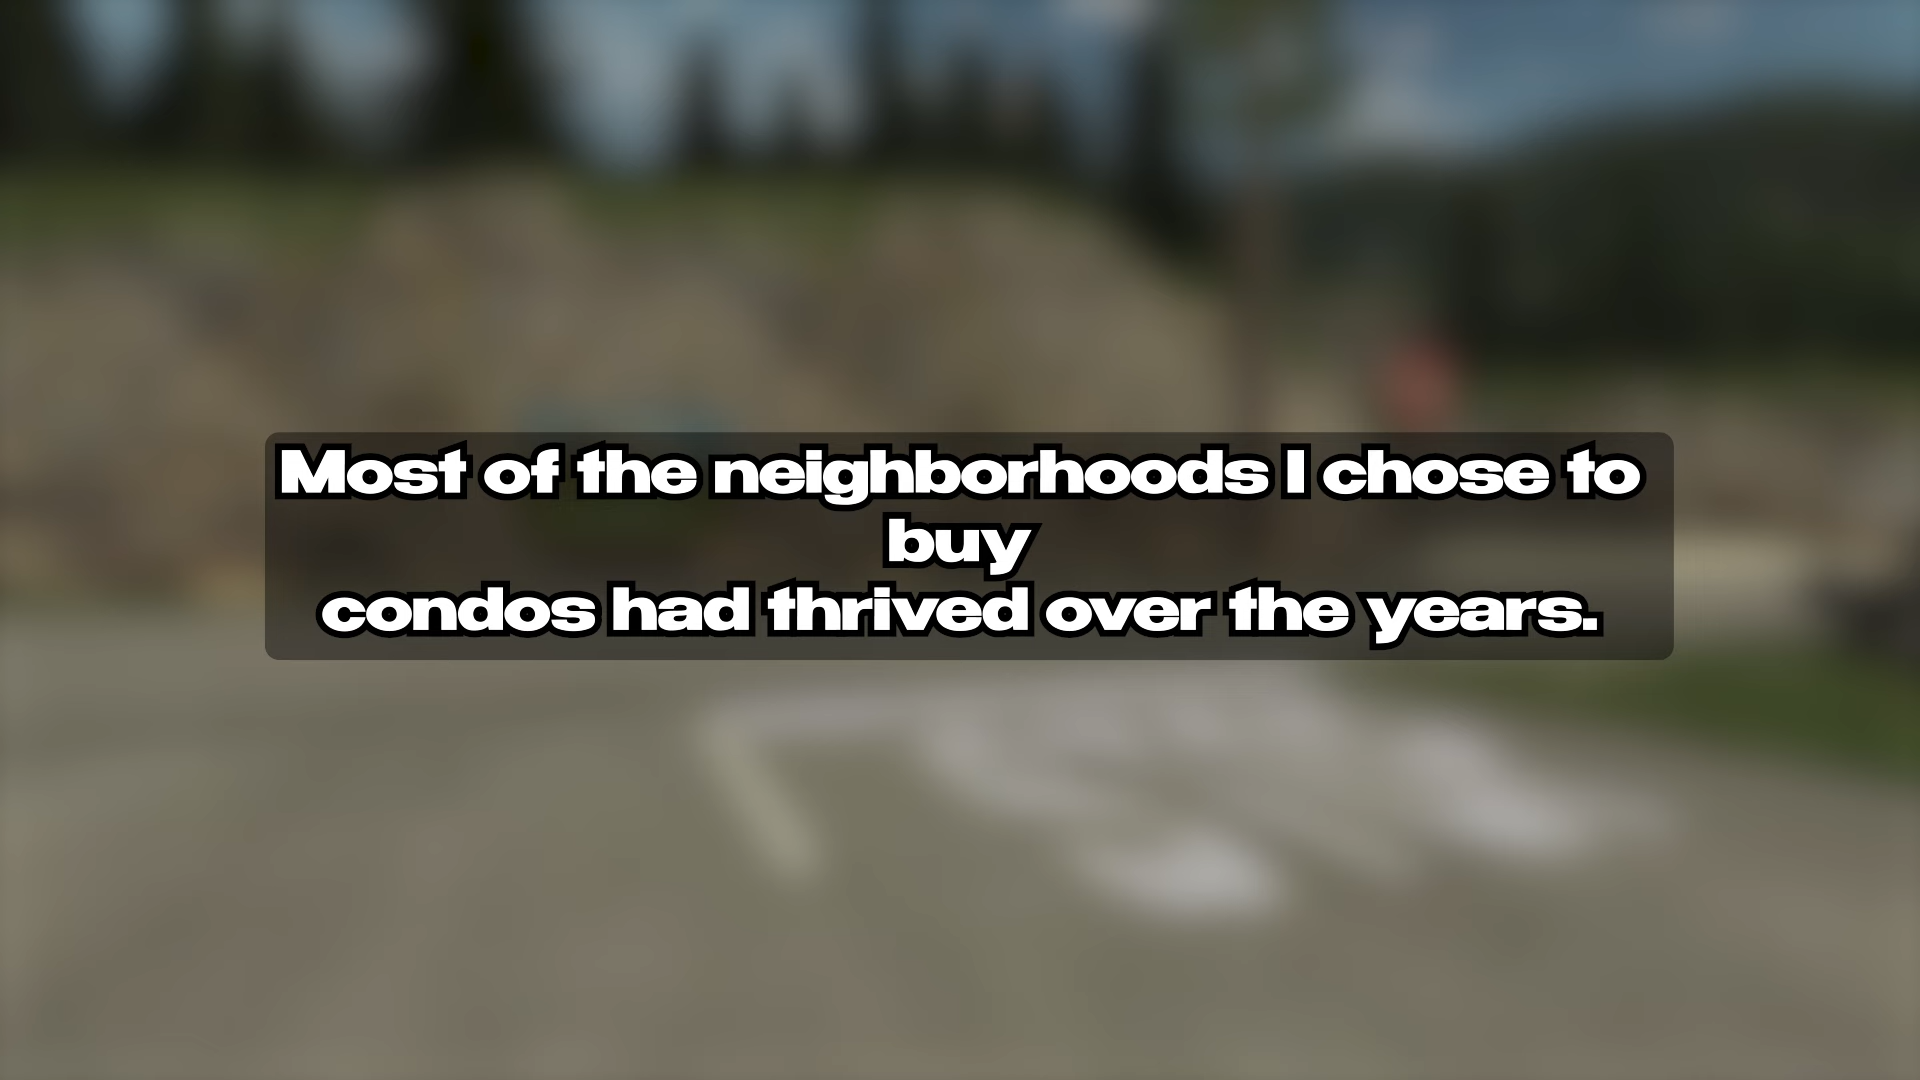 Most of the neighborhoods I chose to
buy
condos had thrived over the years.